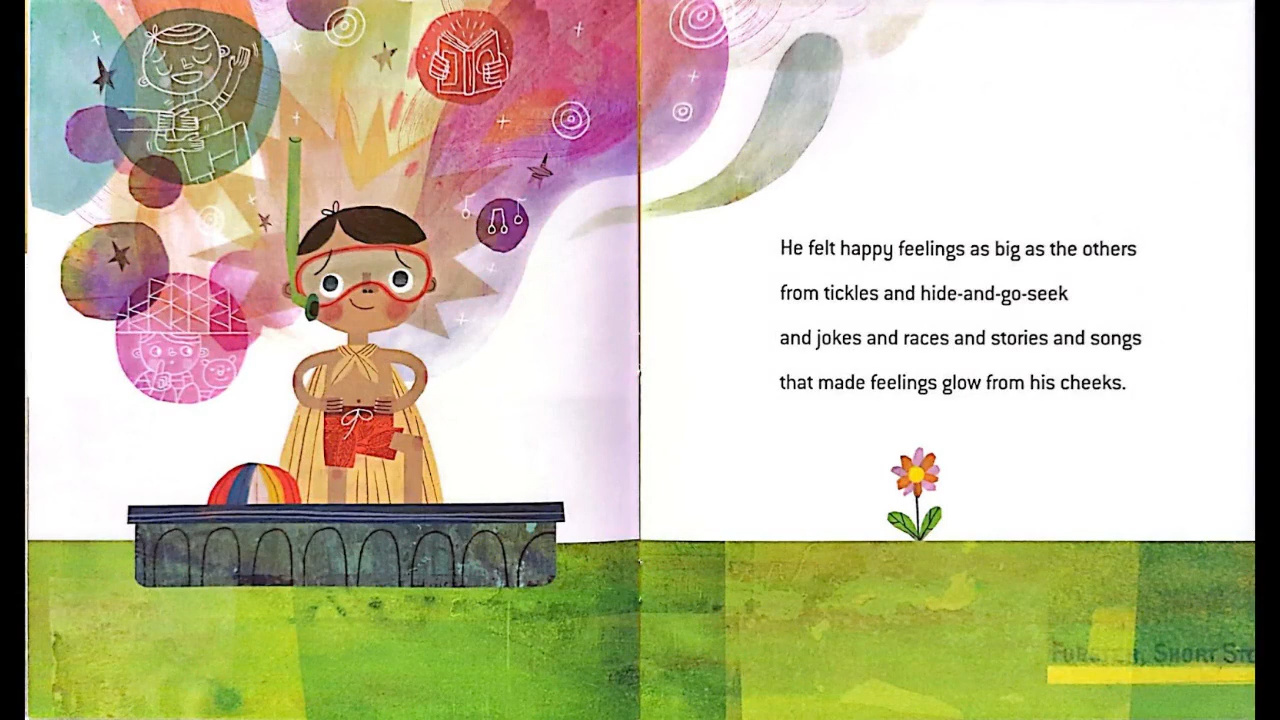 He felt happy feelings as big as the others
from tickles and hide-and-go-seek
and jokes and races and stories and songs
that made feelings glow from his cheeks.
Short